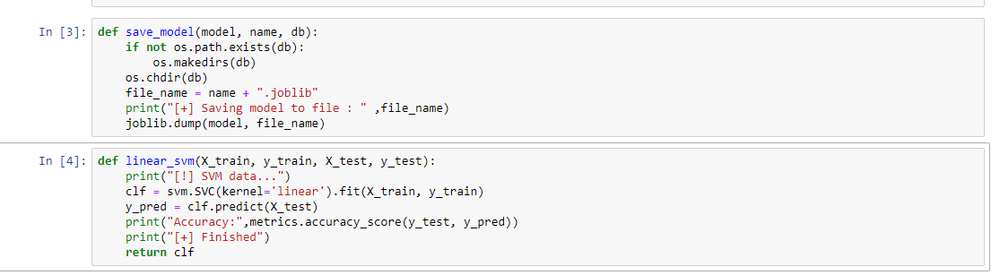 In [3]: def save_model(model, name, db):
    if not os.path.exists(db):
        os.makedirs(db)
    os.chdir(db)
    file_name = name + ".joblib"
    print("[+] Saving model to file : " ,file_name)
    joblib.dump(model, file_name)
In [4]: def linear_svm(X_train, y_train, X_test, y_test):
    print("[!] SVM data...")
    clf = svm.SVC(kernel='linear').fit(X_train, y_train)
    y_pred = clf.predict(X_test)
    print("Accuracy:",metrics.accuracy_score(y_test, y_pred))
    print("[+] Finished")
    return clf